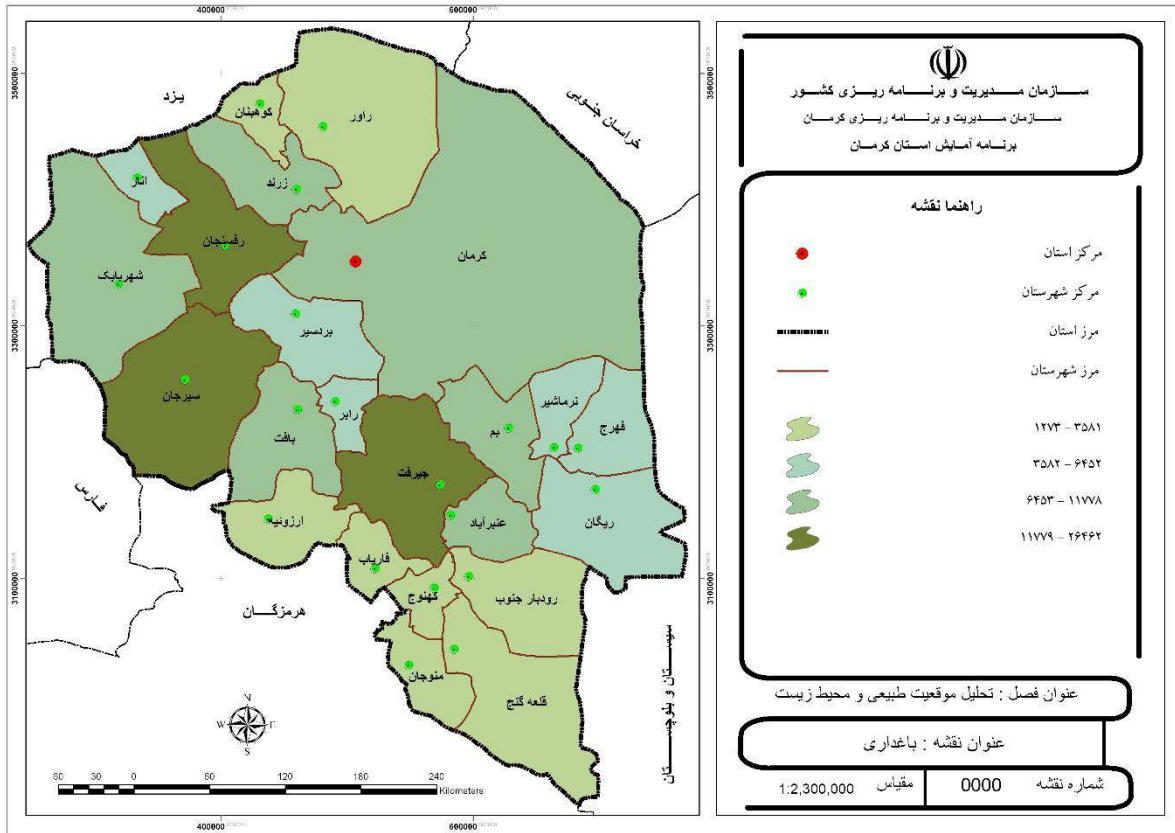 400000
600000
3500000
3300000
3100000
3500000
3300000
3100000
400000
600000
یزد
خراسان جنوبی
سیستان و بلوچستان
هرمزگان
فارس
کوهبنان
راور
زرند
انار
رفسنجان
کرمان
شهربابک
بردسیر
سیرجان
رابر
بافت
بم
نرماشیر
فهرج
جیرفت
عنبرآباد
ریگان
ارزوئیه
فاریاب
کهنوج
رودبار جنوب
منوجان
قلعه گنج
N
W
E
S
60 30 0 60 120 180 240
Kilometers
سازمان مدیریت و برنامه ریزی کشور
سازمان مدیریت و برنامه ریزی کرمان
برنامه آمایش استان کرمان
راهنما نقشه
مرکز استان
مرکز شهرستان
مرز استان
مرز شهرستان
۱۲۷۳ - ۳۵۸۱
۳۵۸۲ - ۶۴۵۲
۶۴۵۳ - ۱۱۷۷۸
۱۱۷۷۹ - ۲۶۴۶۲
عنوان فصل : تحلیل موقعیت طبیعی و محیط زیست
عنوان نقشه : باغداری
شماره نقشه 0000 مقیاس 1:2,300,000